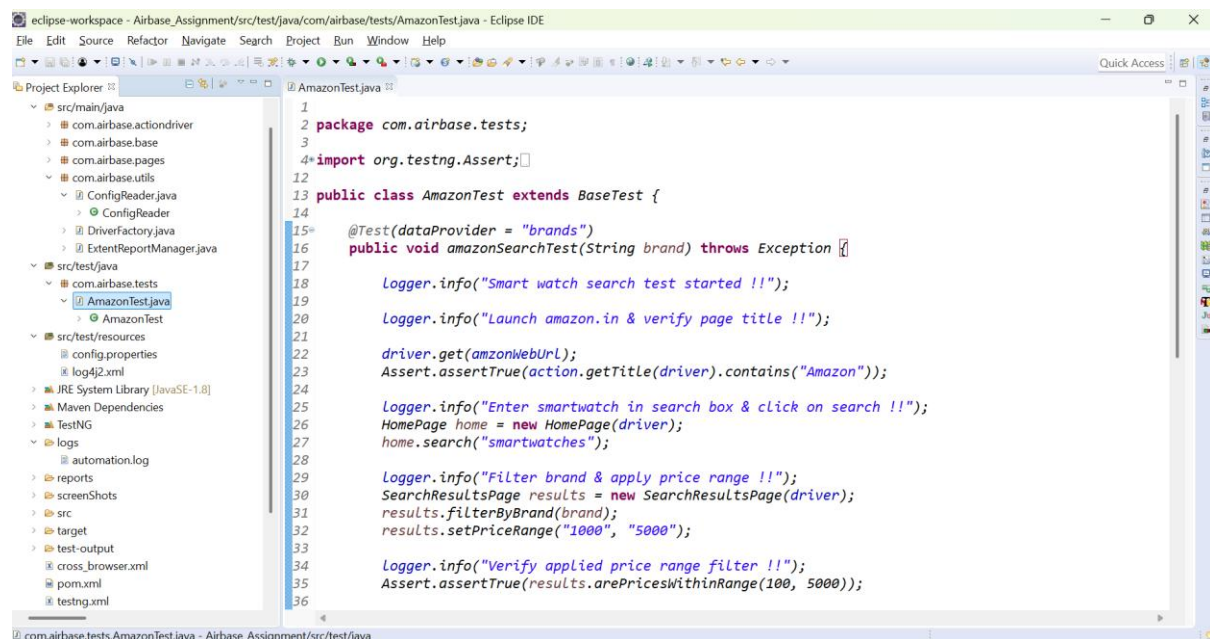 eclipse-workspace - Airbase_Assignment/src/test/java/com/airbase/tests/AmazonTest.java - Eclipse IDE
File Edit Source Refactor Navigate Search Project Run Window Help
Quick Access
Project Explorer
src/main/java
com.airbase.actiondriver
com.airbase.base
com.airbase.pages
com.airbase.utils
ConfigReader.java
ConfigReader
DriverFactory.java
ExtentReportManager.java
src/test/java
com.airbase.tests
AmazonTest.java
AmazonTest
src/test/resources
config.properties
log4j2.xml
JRE System Library [JavaSE-1.8]
Maven Dependencies
TestNG
logs
automation.log
reports
screenShots
src
target
test-output
cross_browser.xml
pom.xml
testng.xml
AmazonTest.java
1
2 package com.airbase.tests;
3
4 import org.testng.Assert;
12
13 public class AmazonTest extends BaseTest {
14
15 @Test(dataProvider = "brands")
16 public void amazonSearchTest(String brand) throws Exception {
17
18 Logger.info("Smart watch search test started !!");
19
20 Logger.info("Launch amazon.in & verify page title !!");
21
22 driver.get(amzonWebUrl);
23 Assert.assertTrue(action.getTitle(driver).contains("Amazon"));
24
25 Logger.info("Enter smartwatch in search box & click on search !!");
26 HomePage home = new HomePage(driver);
27 home.search("smartwatches");
28
29 Logger.info("Filter brand & apply price range !!");
30 SearchResultsPage results = new SearchResultsPage(driver);
31 results.filterByBrand(brand);
32 results.setPriceRange("1000", "5000");
33
34 Logger.info("Verify applied price range filter !!");
35 Assert.assertTrue(results.arePricesWithinRange(100, 5000));
36
com.airbase.tests.AmazonTest.java - Airbase_Assignment/src/test/java